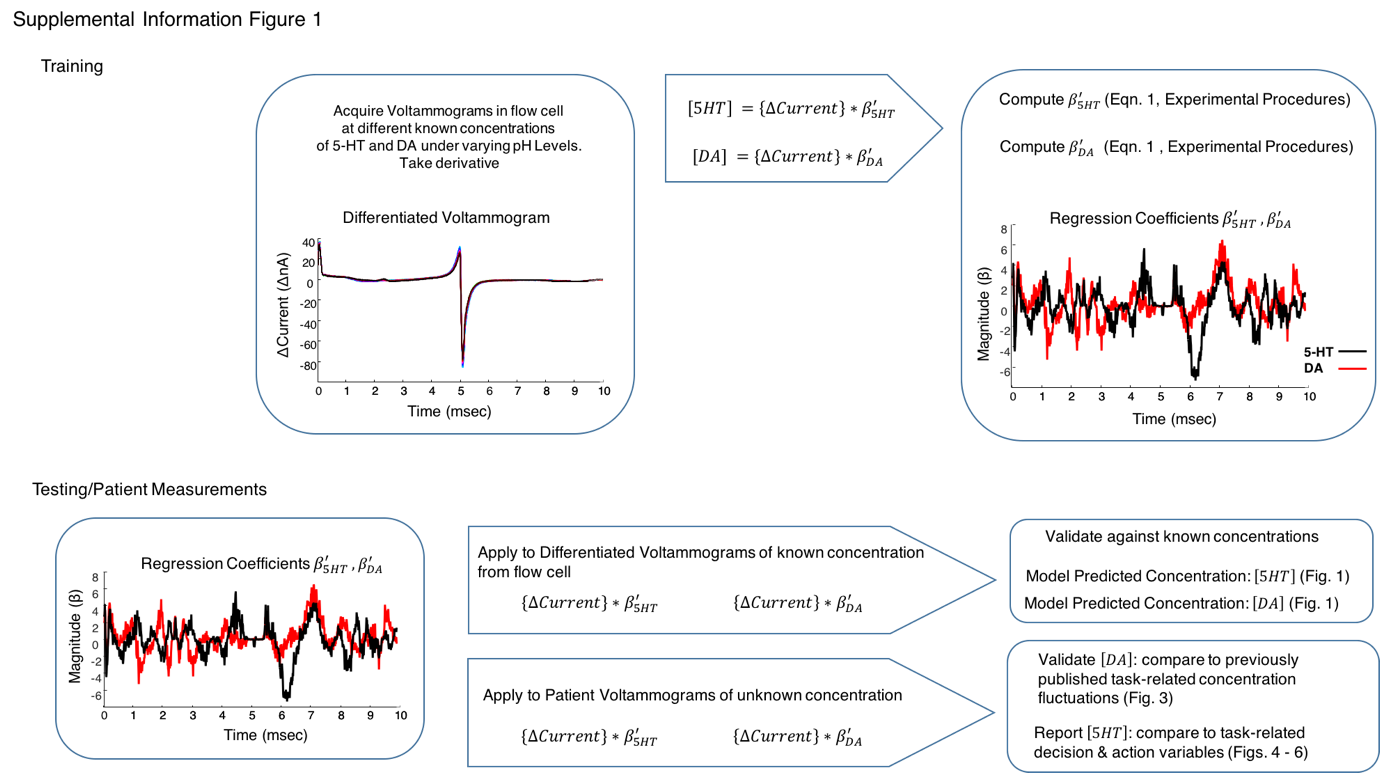 Supplemental Information Figure 1
Training
Acquire Voltammograms in flow cell
at different known concentrations
of 5-HT and DA under varying pH Levels.
Take derivative
Differentiated Voltammogram
ΔCurrent (ΔnA)
40
20
0
-20
-40
-60
-80
0 1 2 3 4 5 6 7 8 9 10
Time (msec)
[5HT] = {ΔCurrent} ∗ β′5HT
[DA] = {ΔCurrent} ∗ β′DA
Compute β′5HT (Eqn. 1, Experimental Procedures)
Compute β′DA (Eqn. 1 , Experimental Procedures)
Regression Coefficients β′5HT , β′DA
Magnitude (β)
8
6
4
2
0
-2
-4
-6
5-HT
DA
0 1 2 3 4 5 6 7 8 9 10
Time (msec)
Testing/Patient Measurements
Regression Coefficients β′5HT , β′DA
Magnitude (β)
8
6
4
2
0
-2
-4
-6
0 1 2 3 4 5 6 7 8 9 10
Time (msec)
Apply to Differentiated Voltammograms of known concentration
from flow cell
{ΔCurrent} ∗ β′5HT {ΔCurrent} ∗ β′DA
Validate against known concentrations
Model Predicted Concentration: [5HT] (Fig. 1)
Model Predicted Concentration: [DA] (Fig. 1)
Apply to Patient Voltammograms of unknown concentration
{ΔCurrent} ∗ β′5HT {ΔCurrent} ∗ β′DA
Validate [DA]: compare to previously
published task-related concentration
fluctuations (Fig. 3)
Report [5HT]: compare to task-related
decision & action variables (Figs. 4 - 6)